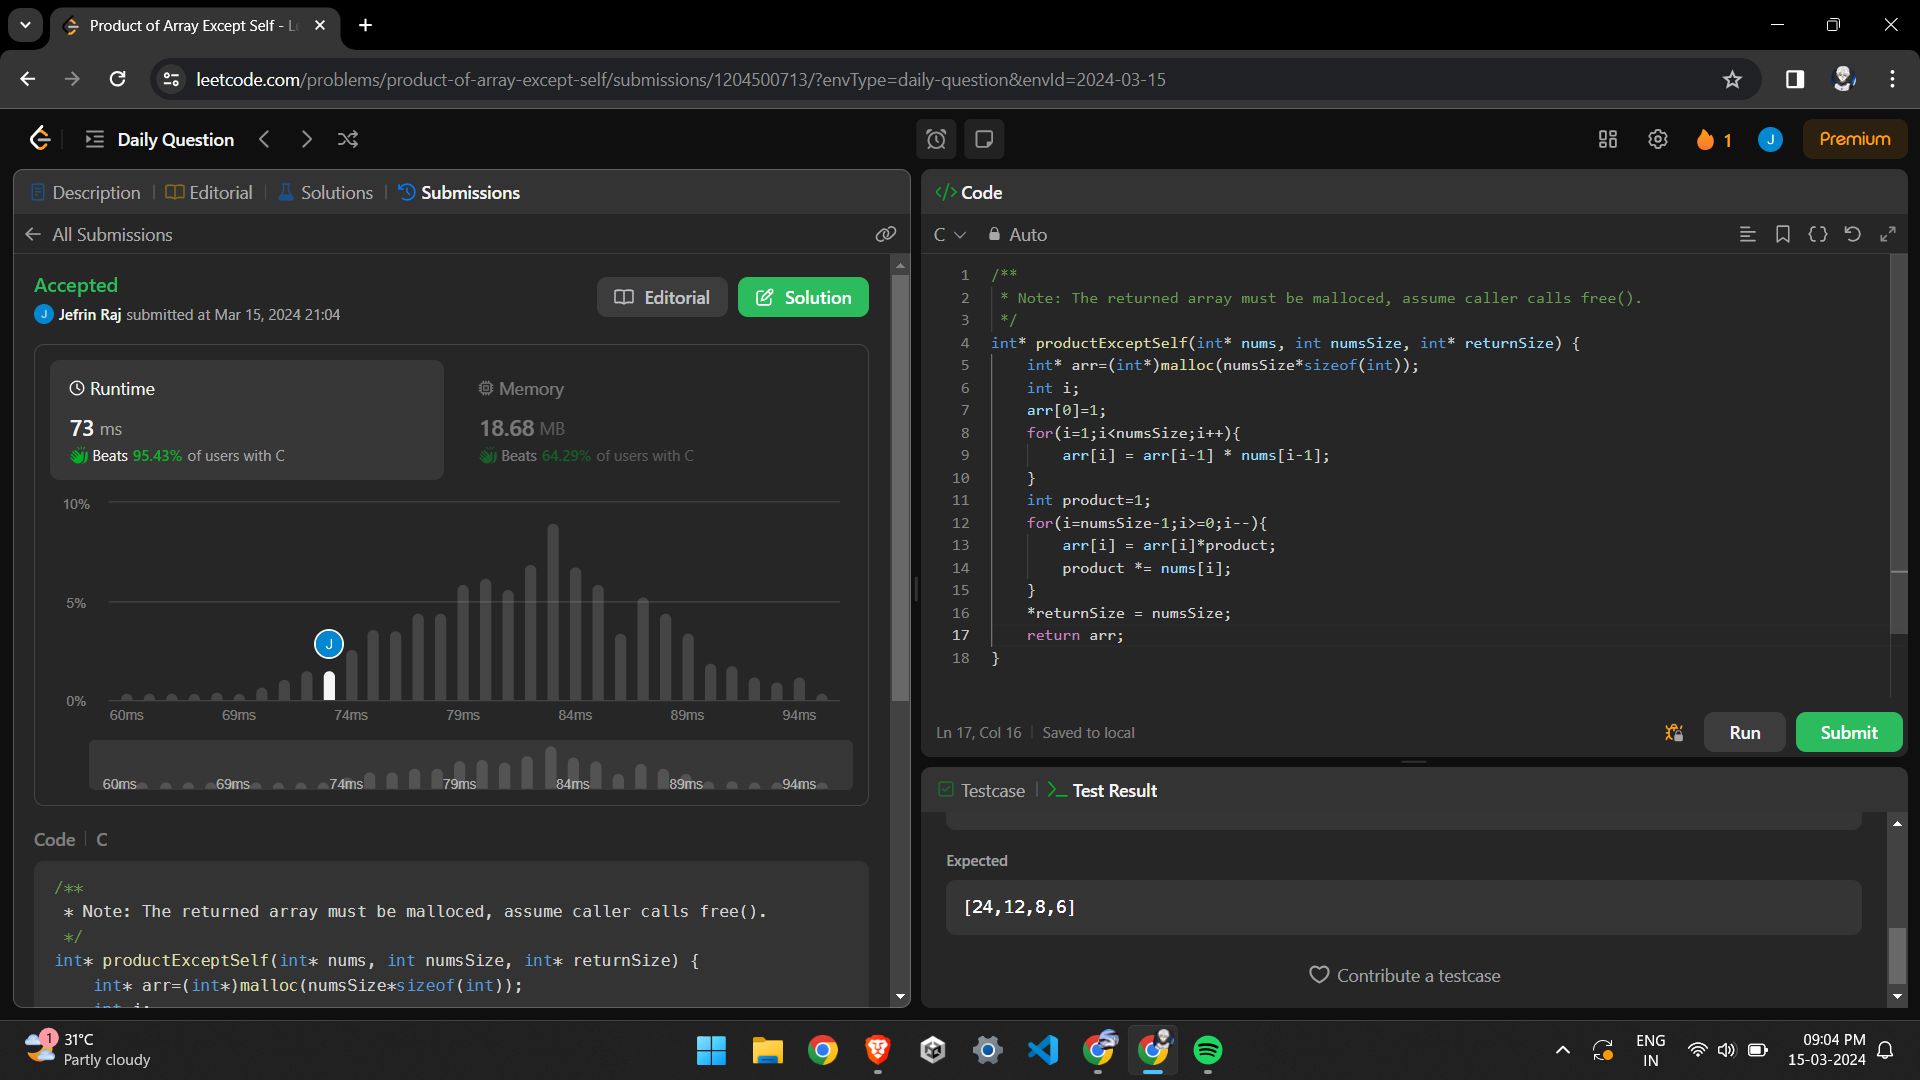 Product of Array Except Self - L
leetcode.com/problems/product-of-array-except-self/submissions/1204500713/?envType=daily-question&envId=2024-03-15
Daily Question
1
J
Premium
Description
Editorial
Solutions
Submissions
All Submissions
Accepted
J Jefrin Raj submitted at Mar 15, 2024 21:04
Editorial
Solution
Runtime
73 ms
Beats 95.43% of users with C
Memory
18.68 MB
Beats 64.29% of users with C
10%
5%
0%
J
60ms 69ms 74ms 79ms 84ms 89ms 94ms
60ms 69ms 74ms 79ms 84ms 89ms 94ms
Code C
/**
* Note: The returned array must be malloced, assume caller calls free().
*/
int* productExceptSelf(int* nums, int numsSize, int* returnSize) {
int* arr=(int*)malloc(numsSize*sizeof(int));
int i;
</> Code
C Auto
1 /**
2 * Note: The returned array must be malloced, assume caller calls free().
3 */
4 int* productExceptSelf(int* nums, int numsSize, int* returnSize) {
5 int* arr=(int*)malloc(numsSize*sizeof(int));
6 int i;
7 arr[0]=1;
8 for(i=1;i<numsSize;i++){
9 arr[i] = arr[i-1] * nums[i-1];
10 }
11 int product=1;
12 for(i=numsSize-1;i>=0;i--){
13 arr[i] = arr[i]*product;
14 product *= nums[i];
15 }
16 *returnSize = numsSize;
17 return arr;
18 }
Ln 17, Col 16 Saved to local
Run
Submit
Testcase
Test Result
Expected
[24,12,8,6]
Contribute a testcase
1
31°C
Partly cloudy
ENG
IN
09:04 PM
15-03-2024